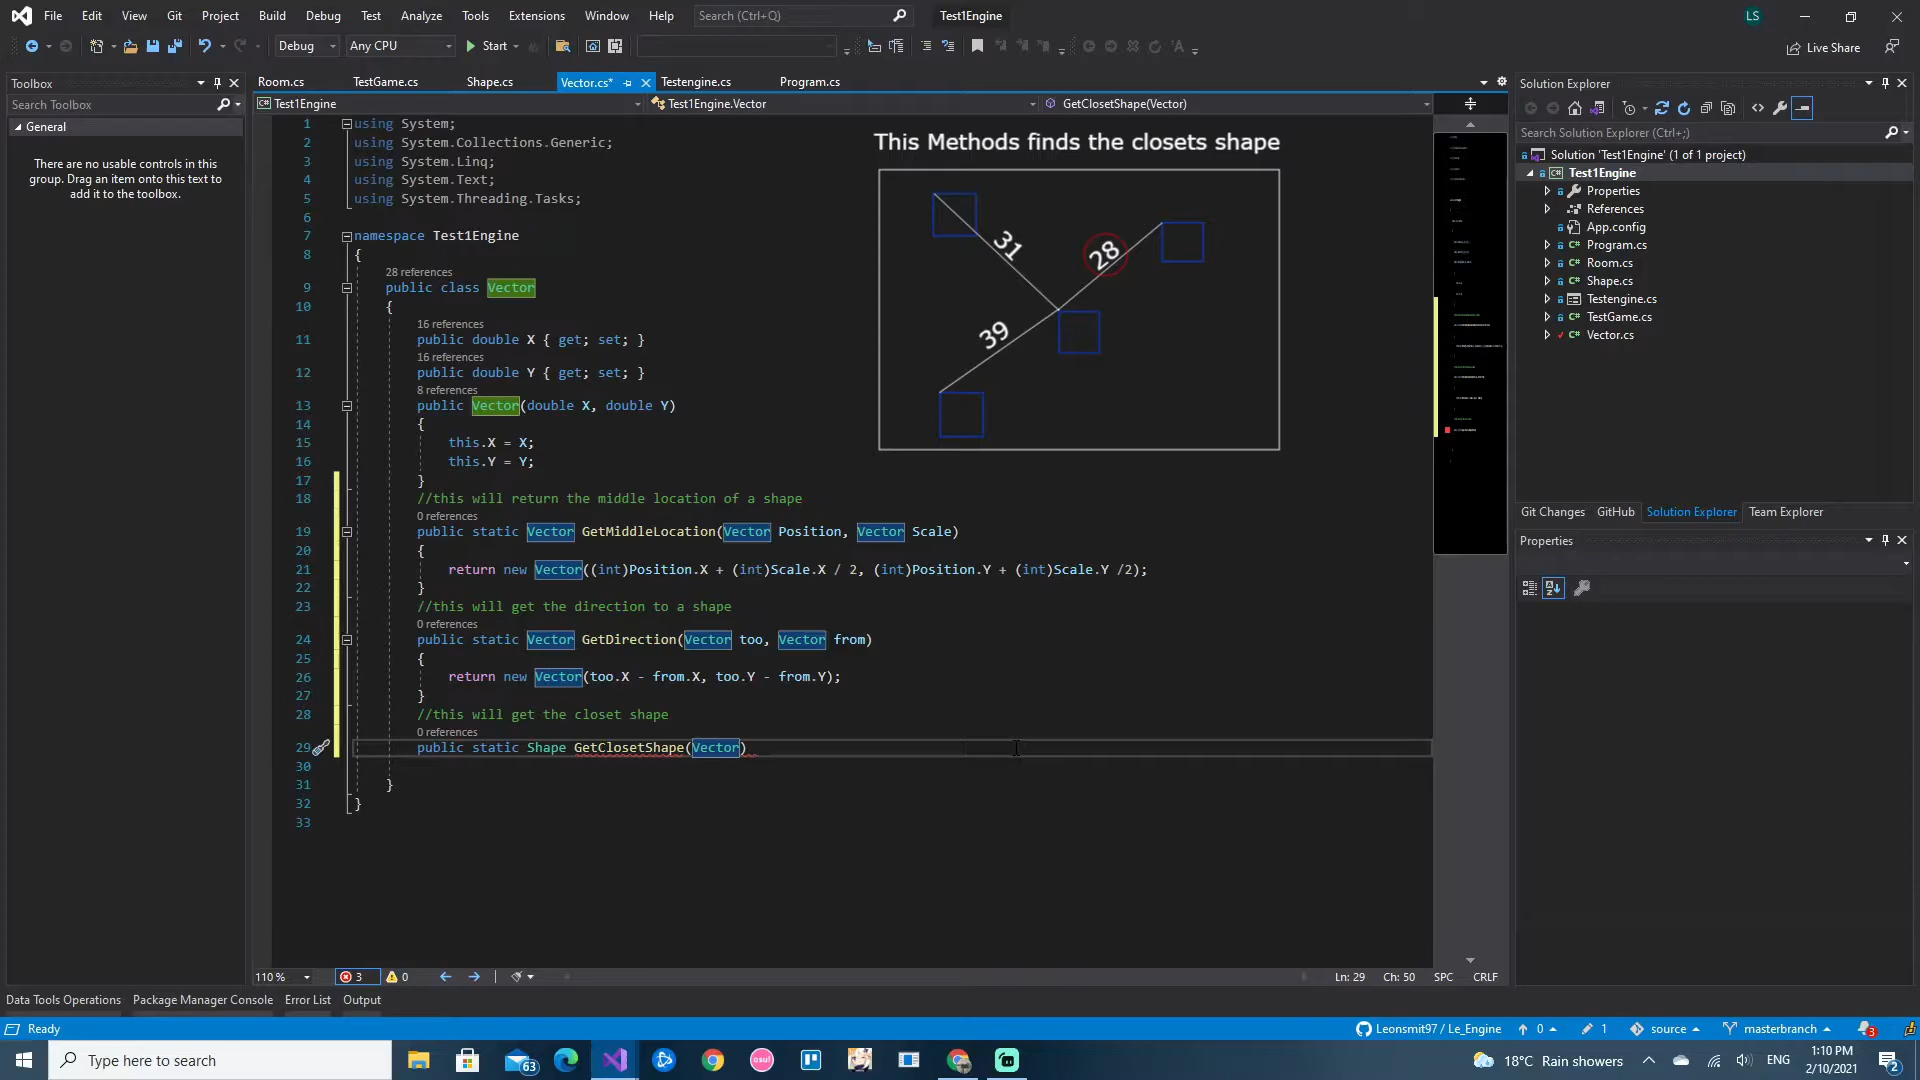 File Edit View Git Project Build Debug Test Analyze Tools Extensions Window Help Search (Ctrl+Q) Test1Engine LS
Debug Any CPU Start Live Share
Toolbox
Search Toolbox
General
There are no usable controls in this
group. Drag an item onto this text to
add it to the toolbox.
Room.cs TestGame.cs Shape.cs Vector.cs* Testengine.cs Program.cs
Test1Engine Test1Engine.Vector GetClosetShape(Vector)
1 using System;
2 using System.Collections.Generic;
3 using System.Linq;
4 using System.Text;
5 using System.Threading.Tasks;
6
7 namespace Test1Engine
8 {
28 references
9 public class Vector
10 {
16 references
11 public double X { get; set; }
16 references
12 public double Y { get; set; }
8 references
13 public Vector(double X, double Y)
14 {
15 this.X = X;
16 this.Y = Y;
17 }
18 //this will return the middle location of a shape
0 references
19 public static Vector GetMiddleLocation(Vector Position, Vector Scale)
20 {
21 return new Vector((int)Position.X + (int)Scale.X / 2, (int)Position.Y + (int)Scale.Y /2);
22 }
23 //this will get the direction to a shape
0 references
24 public static Vector GetDirection(Vector too, Vector from)
25 {
26 return new Vector(too.X - from.X, too.Y - from.Y);
27 }
28 //this will get the closet shape
0 references
29 public static Shape GetClosetShape(Vector)
30
31 }
32 }
33
This Methods finds the closets shape
31
28
39
Solution Explorer
Search Solution Explorer (Ctrl+;)
Solution 'Test1Engine' (1 of 1 project)
Test1Engine
Properties
References
App.config
Program.cs
Room.cs
Shape.cs
Testengine.cs
TestGame.cs
Vector.cs
Git Changes GitHub Solution Explorer Team Explorer
Properties
110 % 3 0 Ln: 29 Ch: 50 SPC CRLF
Data Tools Operations Package Manager Console Error List Output
Ready Leonsmit97 / Le_Engine 0 1 source masterbranch 3
Type here to search 63 osu! 18°C Rain showers ENG 1:10 PM
2/10/2021 2